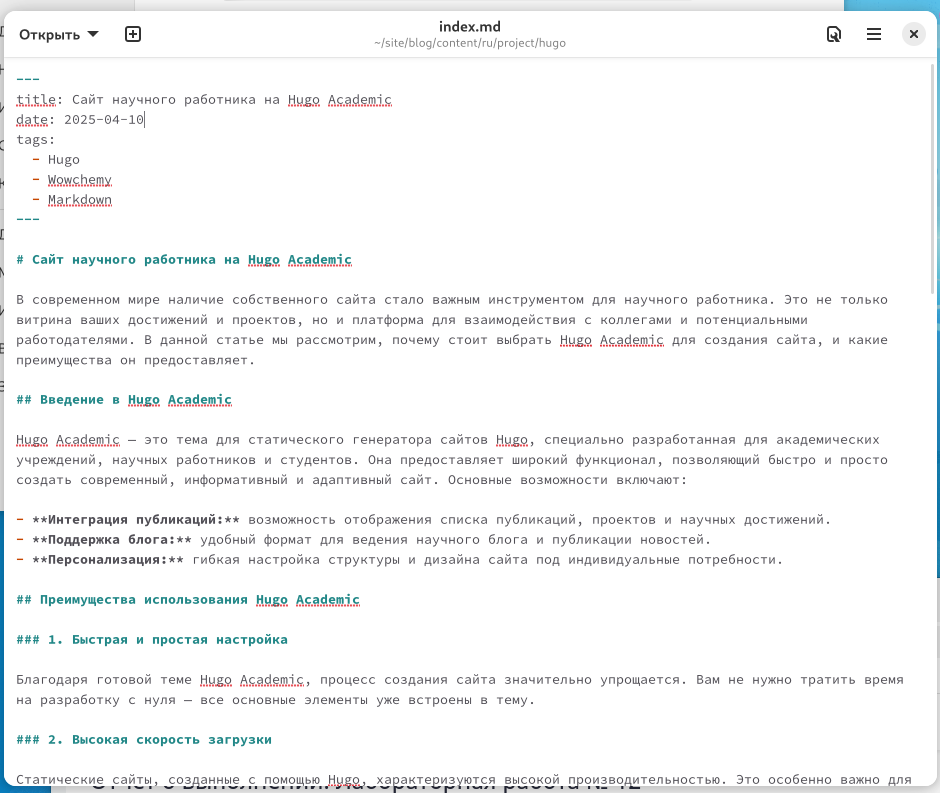 Открыть
index.md
~/site/blog/content/ru/project/hugo
---
title: Сайт научного работника на Hugo Academic
date: 2025-04-10
tags:
- Hugo
- Wowchemy
- Markdown
---
# Сайт научного работника на Hugo Academic
В современном мире наличие собственного сайта стало важным инструментом для научного работника. Это не только
витрина ваших достижений и проектов, но и платформа для взаимодействия с коллегами и потенциальными
работодателями. В данной статье мы рассмотрим, почему стоит выбрать Hugo Academic для создания сайта, и какие
преимущества он предоставляет.
## Введение в Hugo Academic
Hugo Academic — это тема для статического генератора сайтов Hugo, специально разработанная для академических
учреждений, научных работников и студентов. Она предоставляет широкий функционал, позволяющий быстро и просто
создать современный, информативный и адаптивный сайт. Основные возможности включают:
- **Интеграция публикаций:** возможность отображения списка публикаций, проектов и научных достижений.
- **Поддержка блога:** удобный формат для ведения научного блога и публикации новостей.
- **Персонализация:** гибкая настройка структуры и дизайна сайта под индивидуальные потребности.
## Преимущества использования Hugo Academic
### 1. Быстрая и простая настройка
Благодаря готовой теме Hugo Academic, процесс создания сайта значительно упрощается. Вам не нужно тратить время
на разработку с нуля — все основные элементы уже встроены в тему.
### 2. Высокая скорость загрузки
Статические сайты, созданные с помощью Hugo, характеризуются высокой производительностью. Это особенно важно для